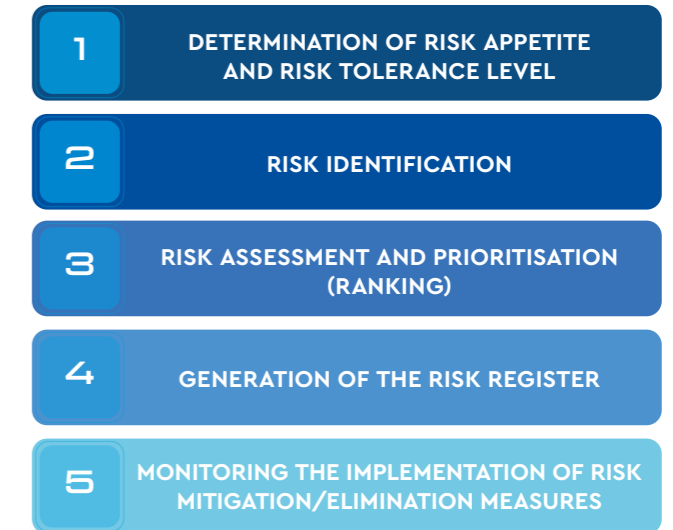 1
DETERMINATION OF RISK APPETITE
AND RISK TOLERANCE LEVEL
2
RISK IDENTIFICATION
3
RISK ASSESSMENT AND PRIORITISATION
(RANKING)
4
GENERATION OF THE RISK REGISTER
5
MONITORING THE IMPLEMENTATION OF RISK
MITIGATION/ELIMINATION MEASURES